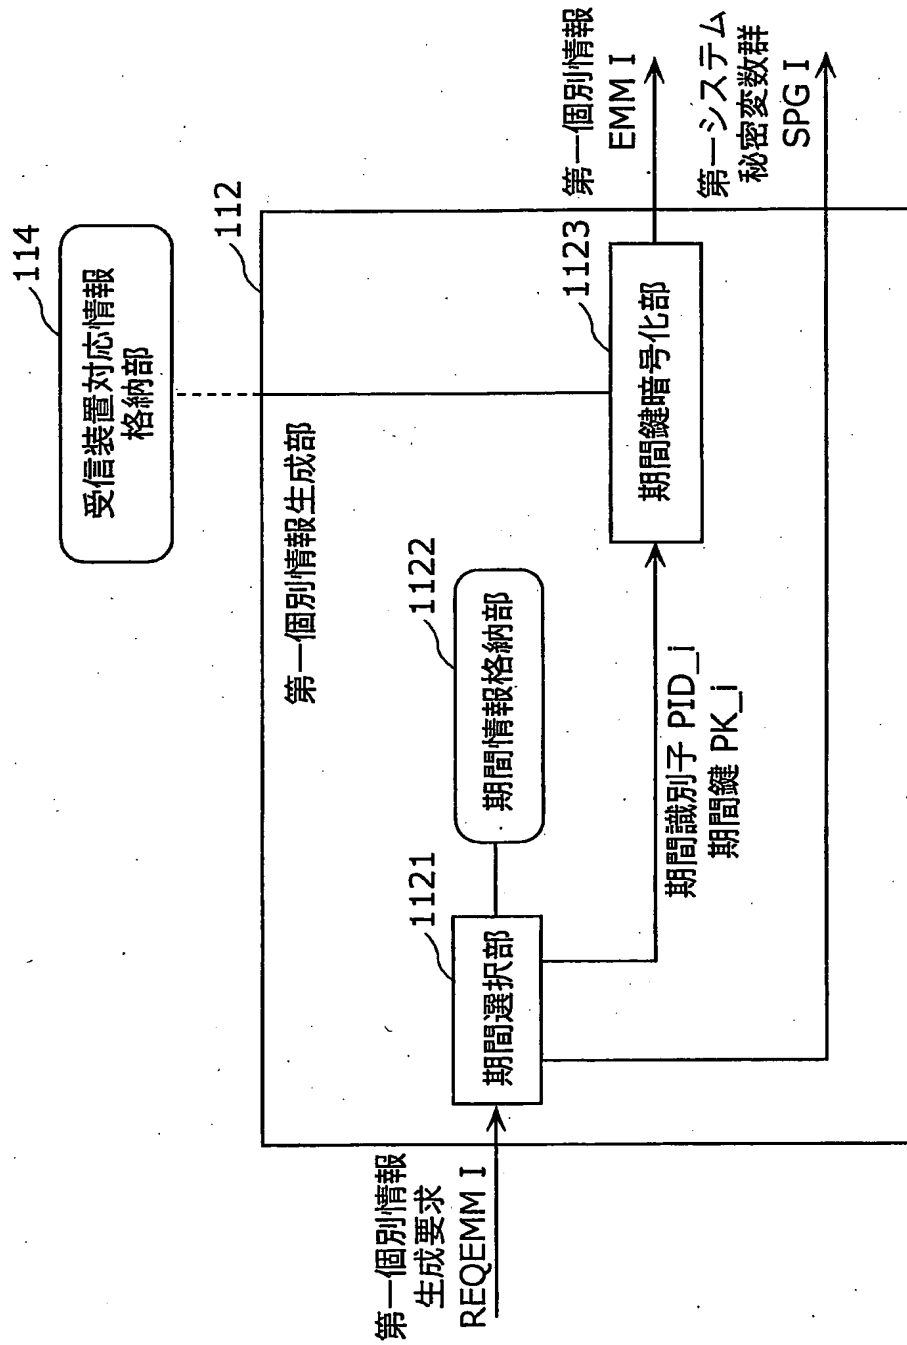 114
受信装置対応情報
格納部
112
第一個別情報生成部
第一個別情報
生成要求
REQEMM I
1121
期間選択部
1122
期間情報格納部
期間識別子 PID_i
期間鍵 PK_i
1123
期間鍵暗号化部
第一個別情報
EMM I
第一システム
秘密変数群
SPG I